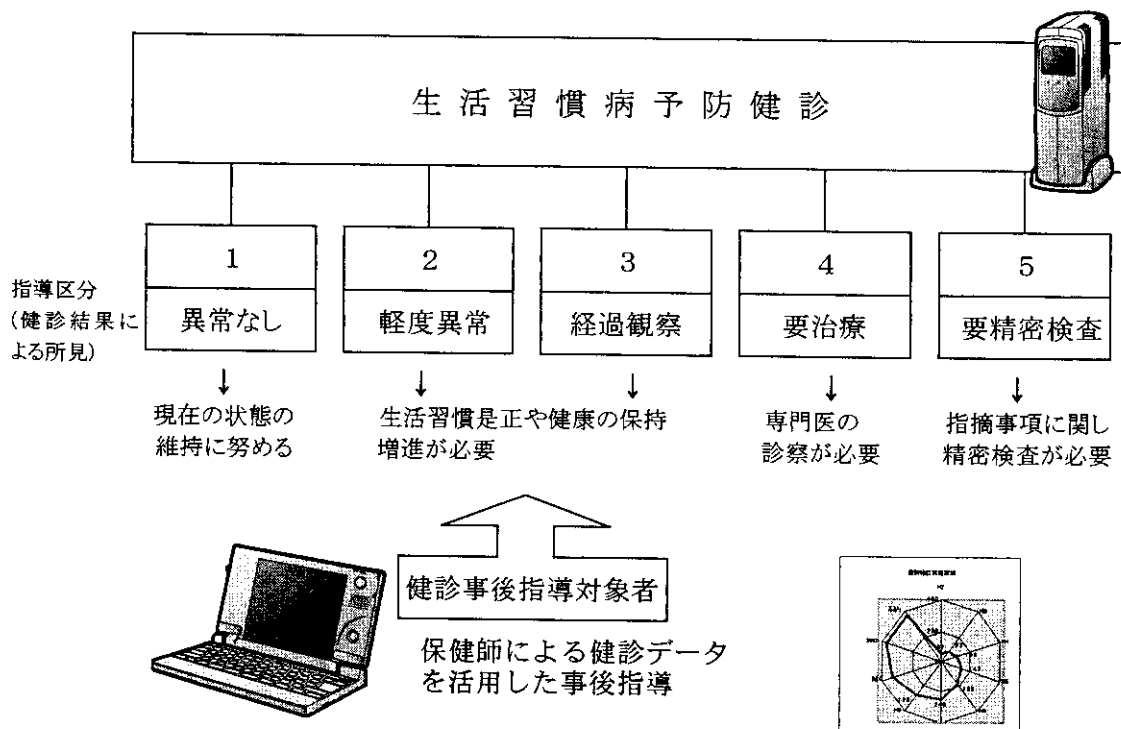 生活習慣病予防健診
1
2
3
4
5
指導区分
(健診結果に
よる所見)
異常なし
軽度異常
経過観察
要治療
要精密検査
↓
↓
↓
↓
↓
現在の状態の
維持に努める
生活習慣是正や健康の保持
増進が必要
専門医の
診察が必要
指摘事項に関し
精密検査が必要
健診事後指導対象者
保健師による健診データ
を活用した事後指導